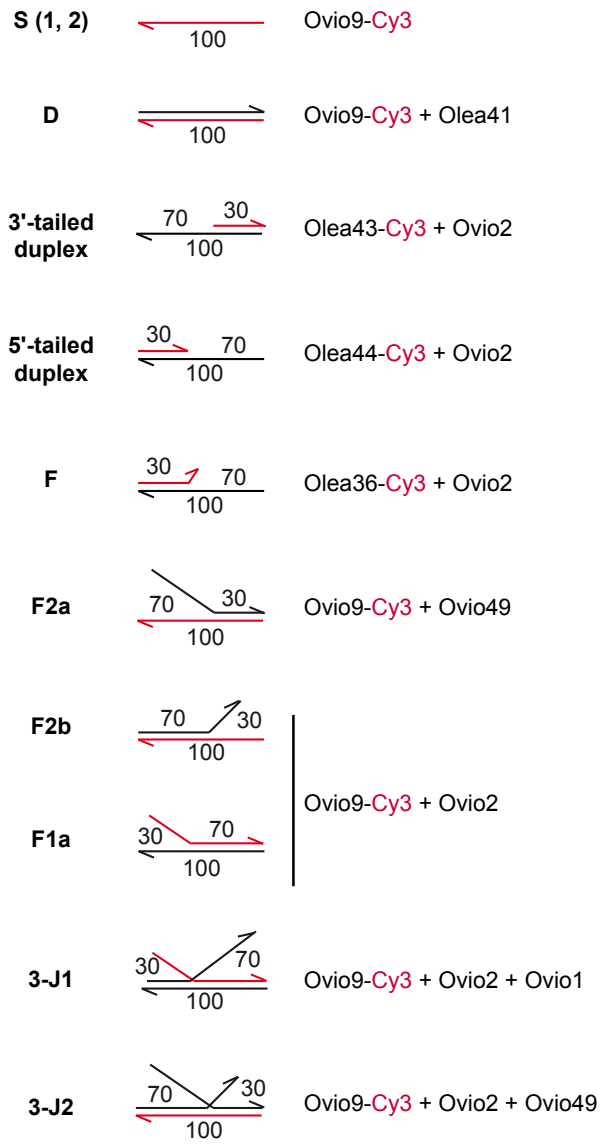 S (1, 2)
100
Ovio9-Cy3
D
100
Ovio9-Cy3 + Olea41
3'-tailed
duplex
70
30
100
Olea43-Cy3 + Ovio2
5'-tailed
duplex
30
70
100
Olea44-Cy3 + Ovio2
F
30
70
100
Olea36-Cy3 + Ovio2
F2a
70
30
100
Ovio9-Cy3 + Ovio49
F2b
70
30
100
Ovio9-Cy3 + Ovio2
F1a
30
70
100
3-J1
30
70
100
Ovio9-Cy3 + Ovio2 + Ovio1
3-J2
70
30
100
Ovio9-Cy3 + Ovio2 + Ovio49